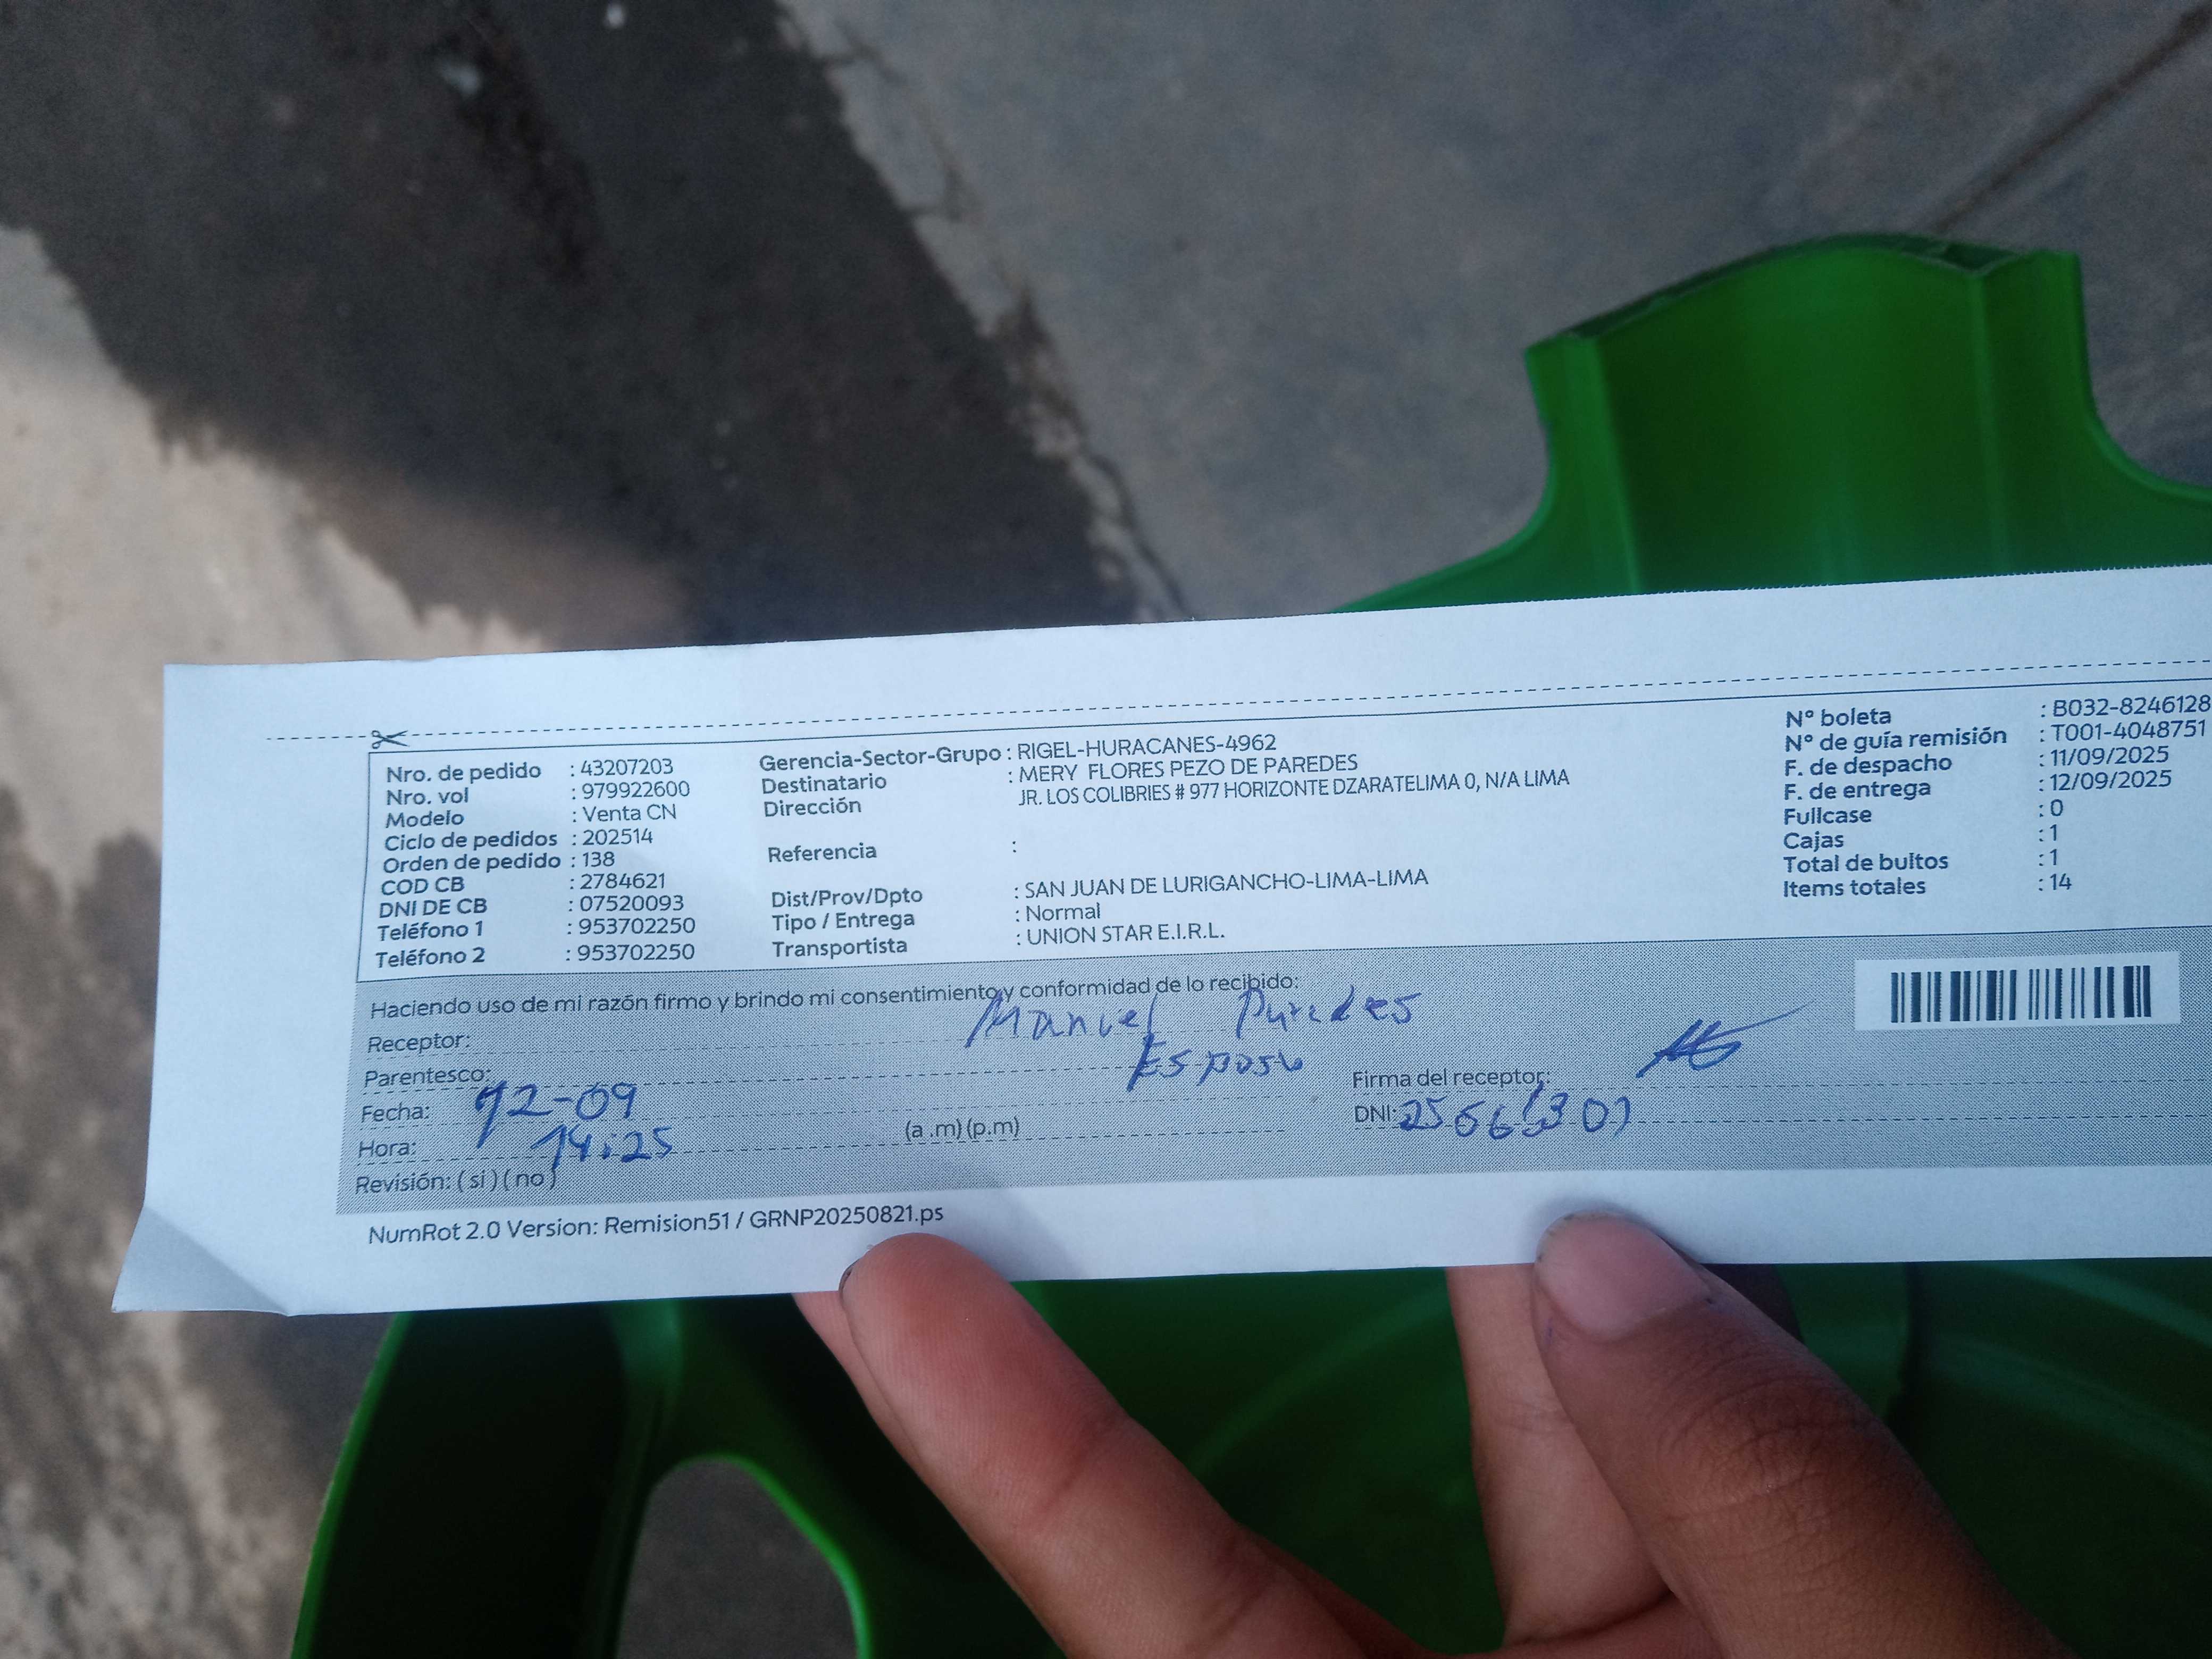 Nro. de pedido : 43207203
Nro. vol : 979922600
Modelo : Venta CN
Ciclo de pedidos : 202514
Orden de pedido : 138
COD CB : 2784621
DNI DE CB : 07520093
Teléfono 1 : 953702250
Teléfono 2 : 953702250
Gerencia-Sector-Grupo : RIGEL-HURACANES-4962
Destinatario : MERY FLORES PEZO DE PAREDES
Dirección JR. LOS COLIBRIES # 977 HORIZONTE DZARATELIMA 0, N/A LIMA
Referencia :
Dist/Prov/Dpto : SAN JUAN DE LURIGANCHO-LIMA-LIMA
Tipo / Entrega : Normal
Transportista : UNION STAR E.I.R.L.
N° boleta : B032-8246128
N° de guía remisión : T001-4048751
F. de despacho : 11/09/2025
F. de entrega : 12/09/2025
Fullcase : 0
Cajas : 1
Total de bultos : 1
Items totales : 14
Haciendo uso de mi razón firmo y brindo mi consentimiento y conformidad de lo recibido:
Receptor: Manuel Paredes
Parentesco: Esposo
Fecha: 12-09
Hora: 14:25 (a .m) (p.m)
Revisión: ( si ) ( no )
Firma del receptor:
DNI:
NumRot 2.0 Version: Remision51 / GRNP20250821.ps